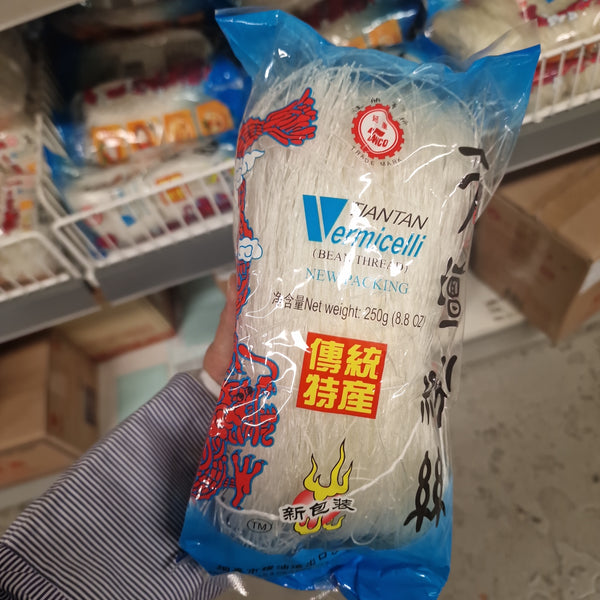 TRADE MARK
TIANTAN
Vermicelli
(BEAN THREAD)
NEW PACKING
净含量Net weight: 250g (8.8 OZ)
傳統
特産
新包装
TM